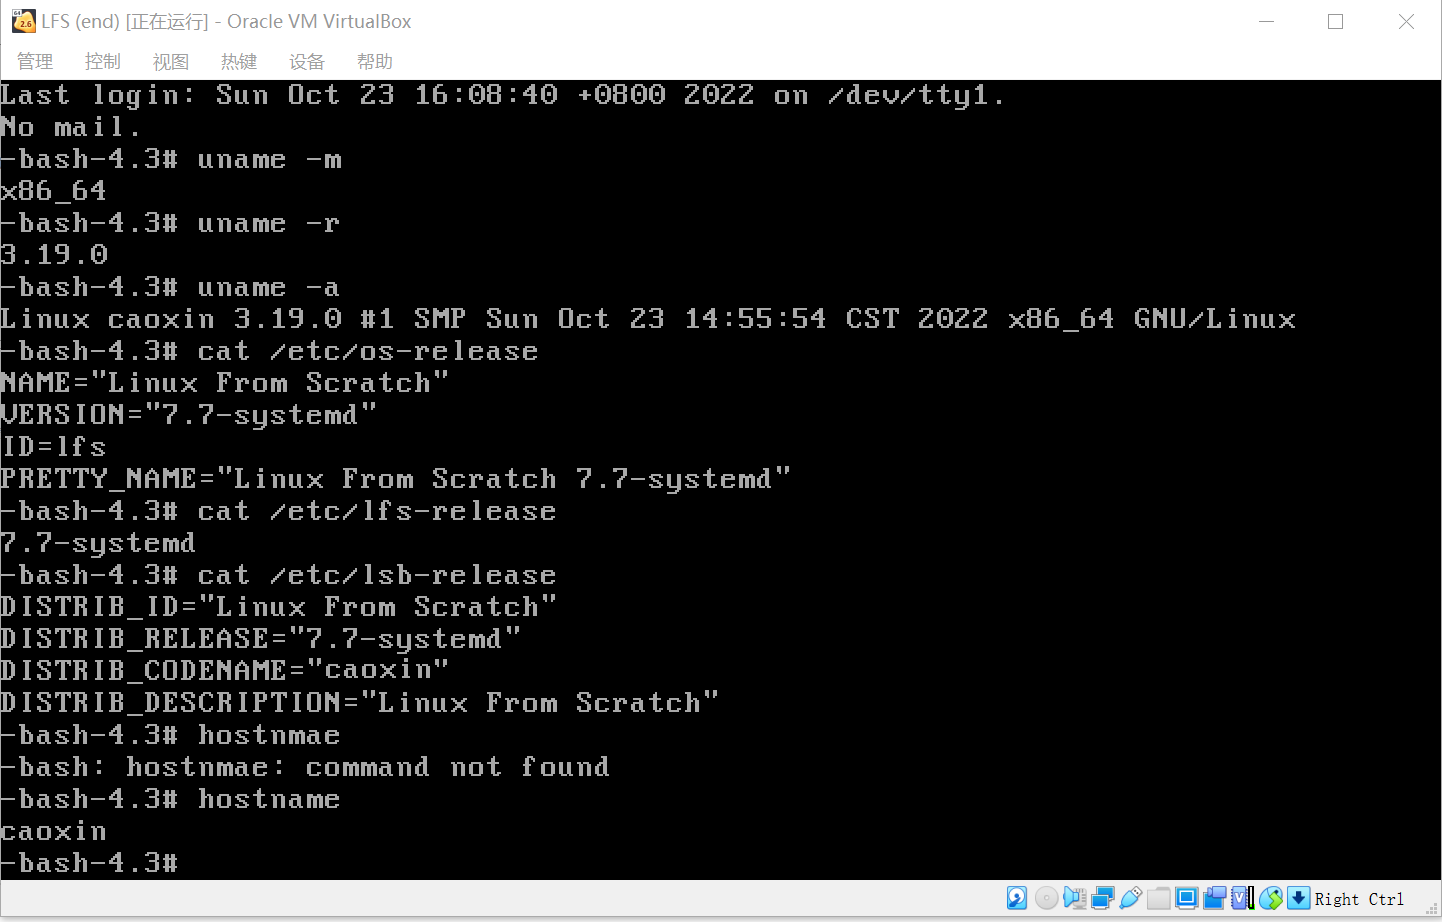 LFS (end) [正在运行] - Oracle VM VirtualBox
管理 控制 视图 热键 设备 帮助
Last login: Sun Oct 23 16:08:40 +0800 2022 on /dev/tty1.
No mail.
-bash-4.3# uname -m
x86_64
-bash-4.3# uname -r
3.19.0
-bash-4.3# uname -a
Linux caoxin 3.19.0 #1 SMP Sun Oct 23 14:55:54 CST 2022 x86_64 GNU/Linux
-bash-4.3# cat /etc/os-release
NAME="Linux From Scratch"
VERSION="7.7-systemd"
ID=lfs
PRETTY_NAME="Linux From Scratch 7.7-systemd"
-bash-4.3# cat /etc/lfs-release
7.7-systemd
-bash-4.3# cat /etc/lsb-release
DISTRIB_ID="Linux From Scratch"
DISTRIB_RELEASE="7.7-systemd"
DISTRIB_CODENAME="caoxin"
DISTRIB_DESCRIPTION="Linux From Scratch"
-bash-4.3# hostnmae
-bash: hostnmae: command not found
-bash-4.3# hostname
caoxin
-bash-4.3#
Right Ctrl